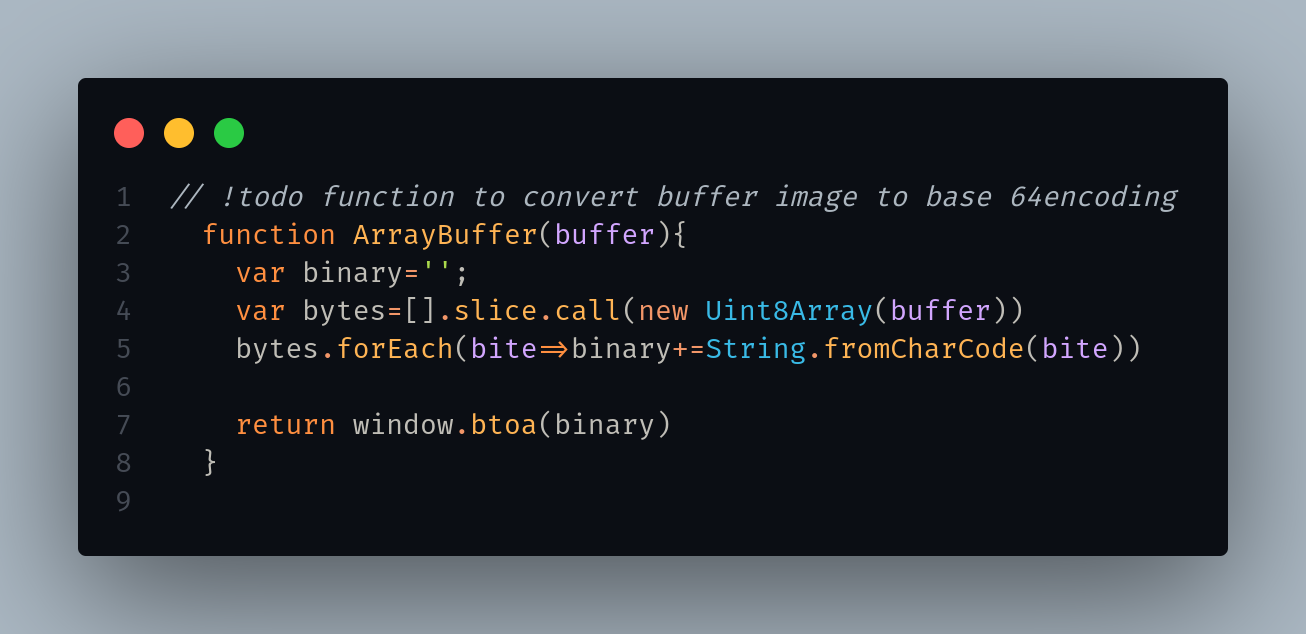 1 // !todo function to convert buffer image to base 64encoding
2 function ArrayBuffer(buffer){
3 var binary='';
4 var bytes=[].slice.call(new Uint8Array(buffer))
5 bytes.forEach(bite=>binary+=String.fromCharCode(bite))
6
7 return window.btoa(binary)
8 }
9